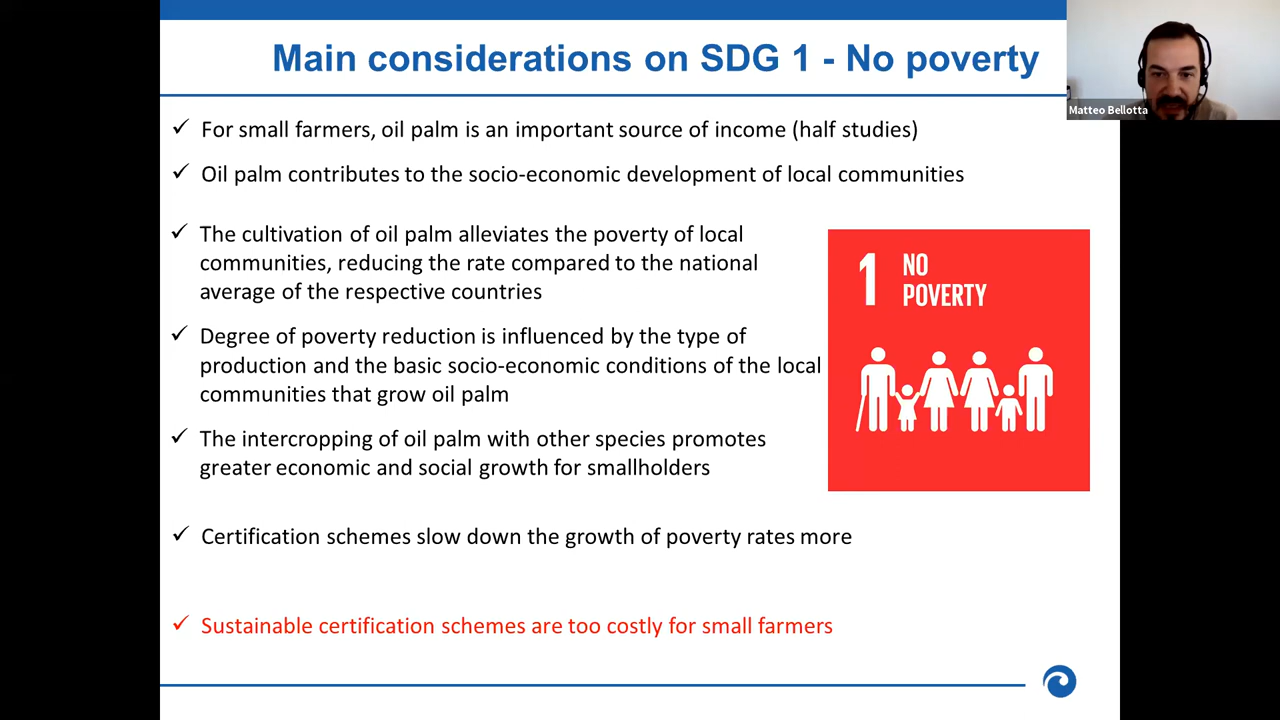 Main considerations on SDG 1 - No poverty
Matteo Bellotta
✓ For small farmers, oil palm is an important source of income (half studies)
✓ Oil palm contributes to the socio-economic development of local communities
✓ The cultivation of oil palm alleviates the poverty of local
communities, reducing the rate compared to the national
average of the respective countries
✓ Degree of poverty reduction is influenced by the type of
production and the basic socio-economic conditions of the local
communities that grow oil palm
✓ The intercropping of oil palm with other species promotes
greater economic and social growth for smallholders
1 NO
POVERTY
✓ Certification schemes slow down the growth of poverty rates more
✓ Sustainable certification schemes are too costly for small farmers